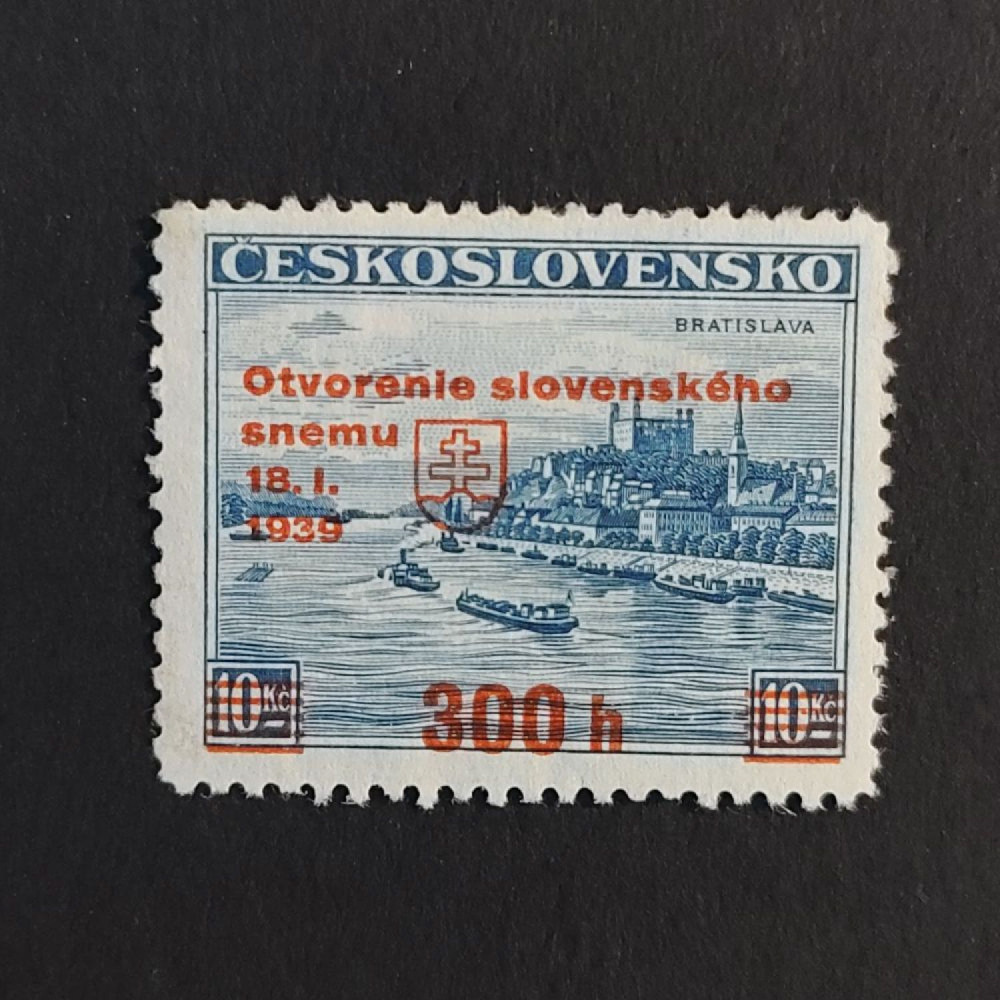 ČESKOSLOVENSKO
BRATISLAVA
Otvorenie slovenského
snemu
18. I.
1939
10 Kč
300 h
10 Kč